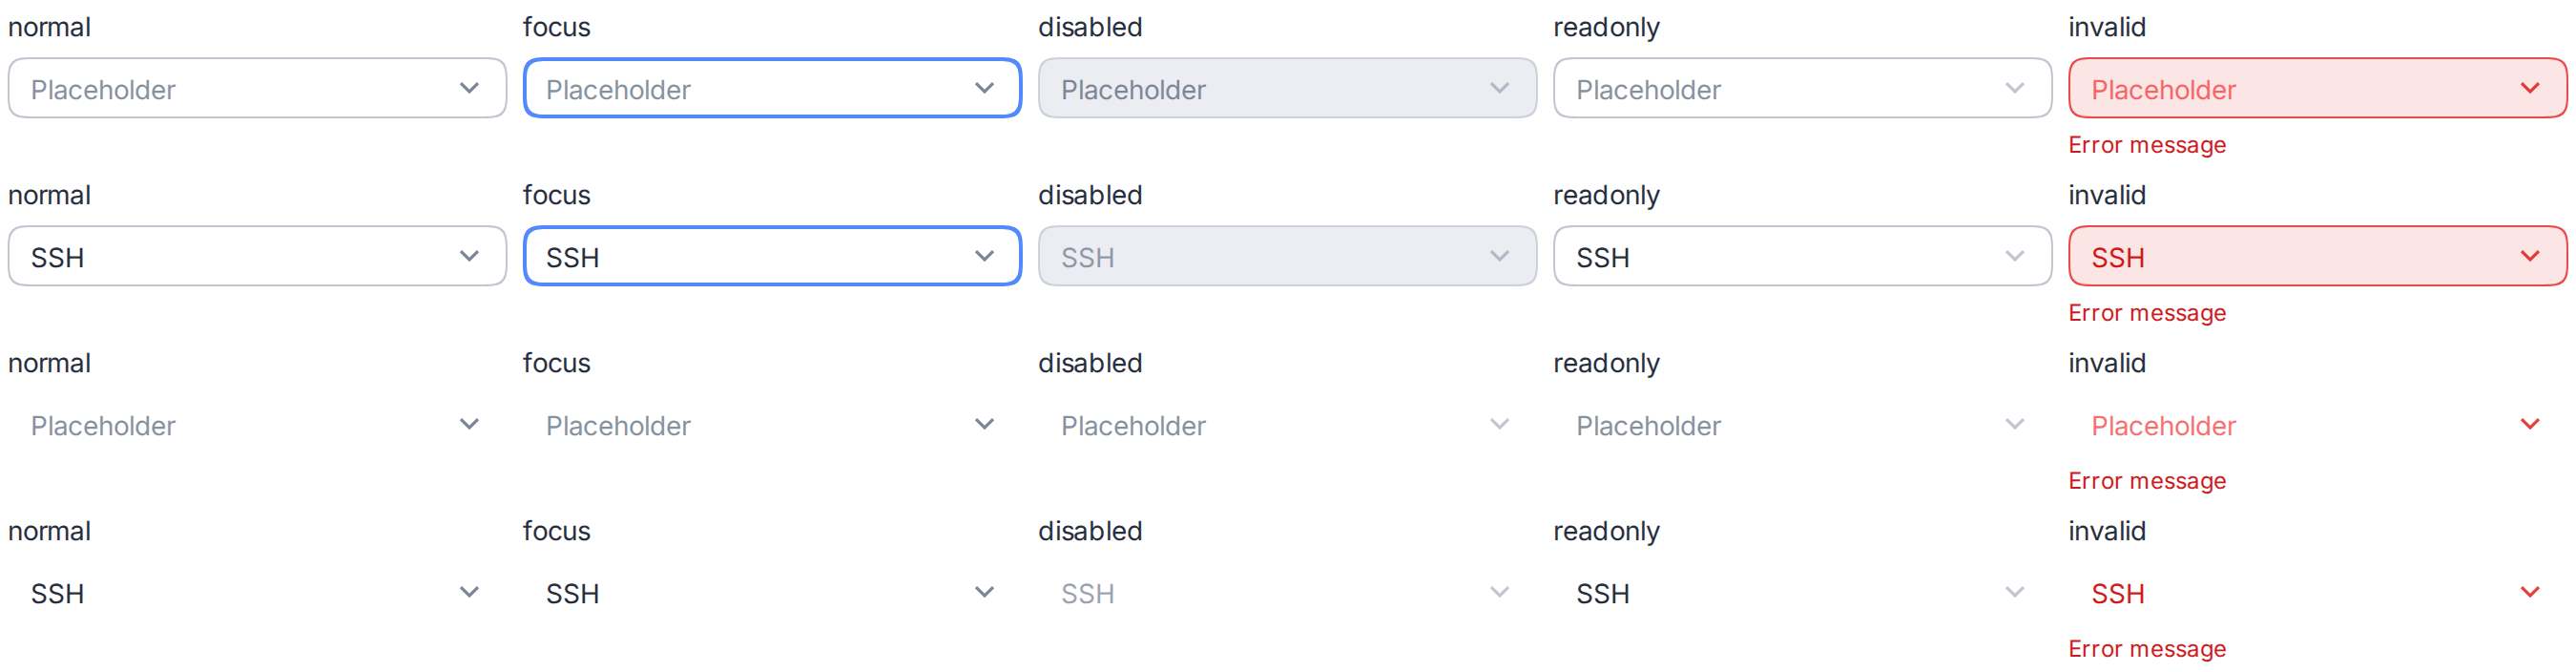 normal focus disabled readonly invalid
Placeholder Placeholder Placeholder Placeholder Placeholder
Error message
normal focus disabled readonly invalid
SSH SSH SSH SSH SSH
Error message
normal focus disabled readonly invalid
Placeholder Placeholder Placeholder Placeholder Placeholder
Error message
normal focus disabled readonly invalid
SSH SSH SSH SSH SSH
Error message